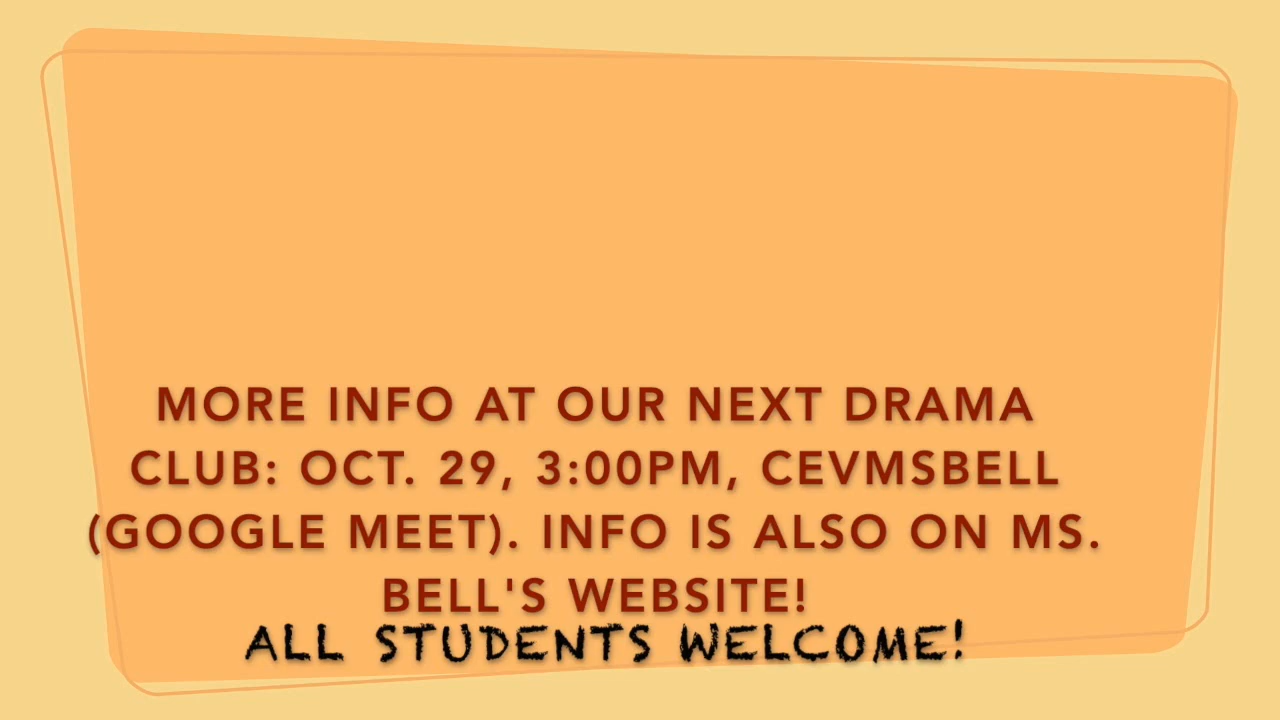 MORE INFO AT OUR NEXT DRAMA
CLUB: OCT. 29, 3:00PM, CEVMSBELL
(GOOGLE MEET). INFO IS ALSO ON MS.
BELL'S WEBSITE!
ALL STUDENTS WELCOME!